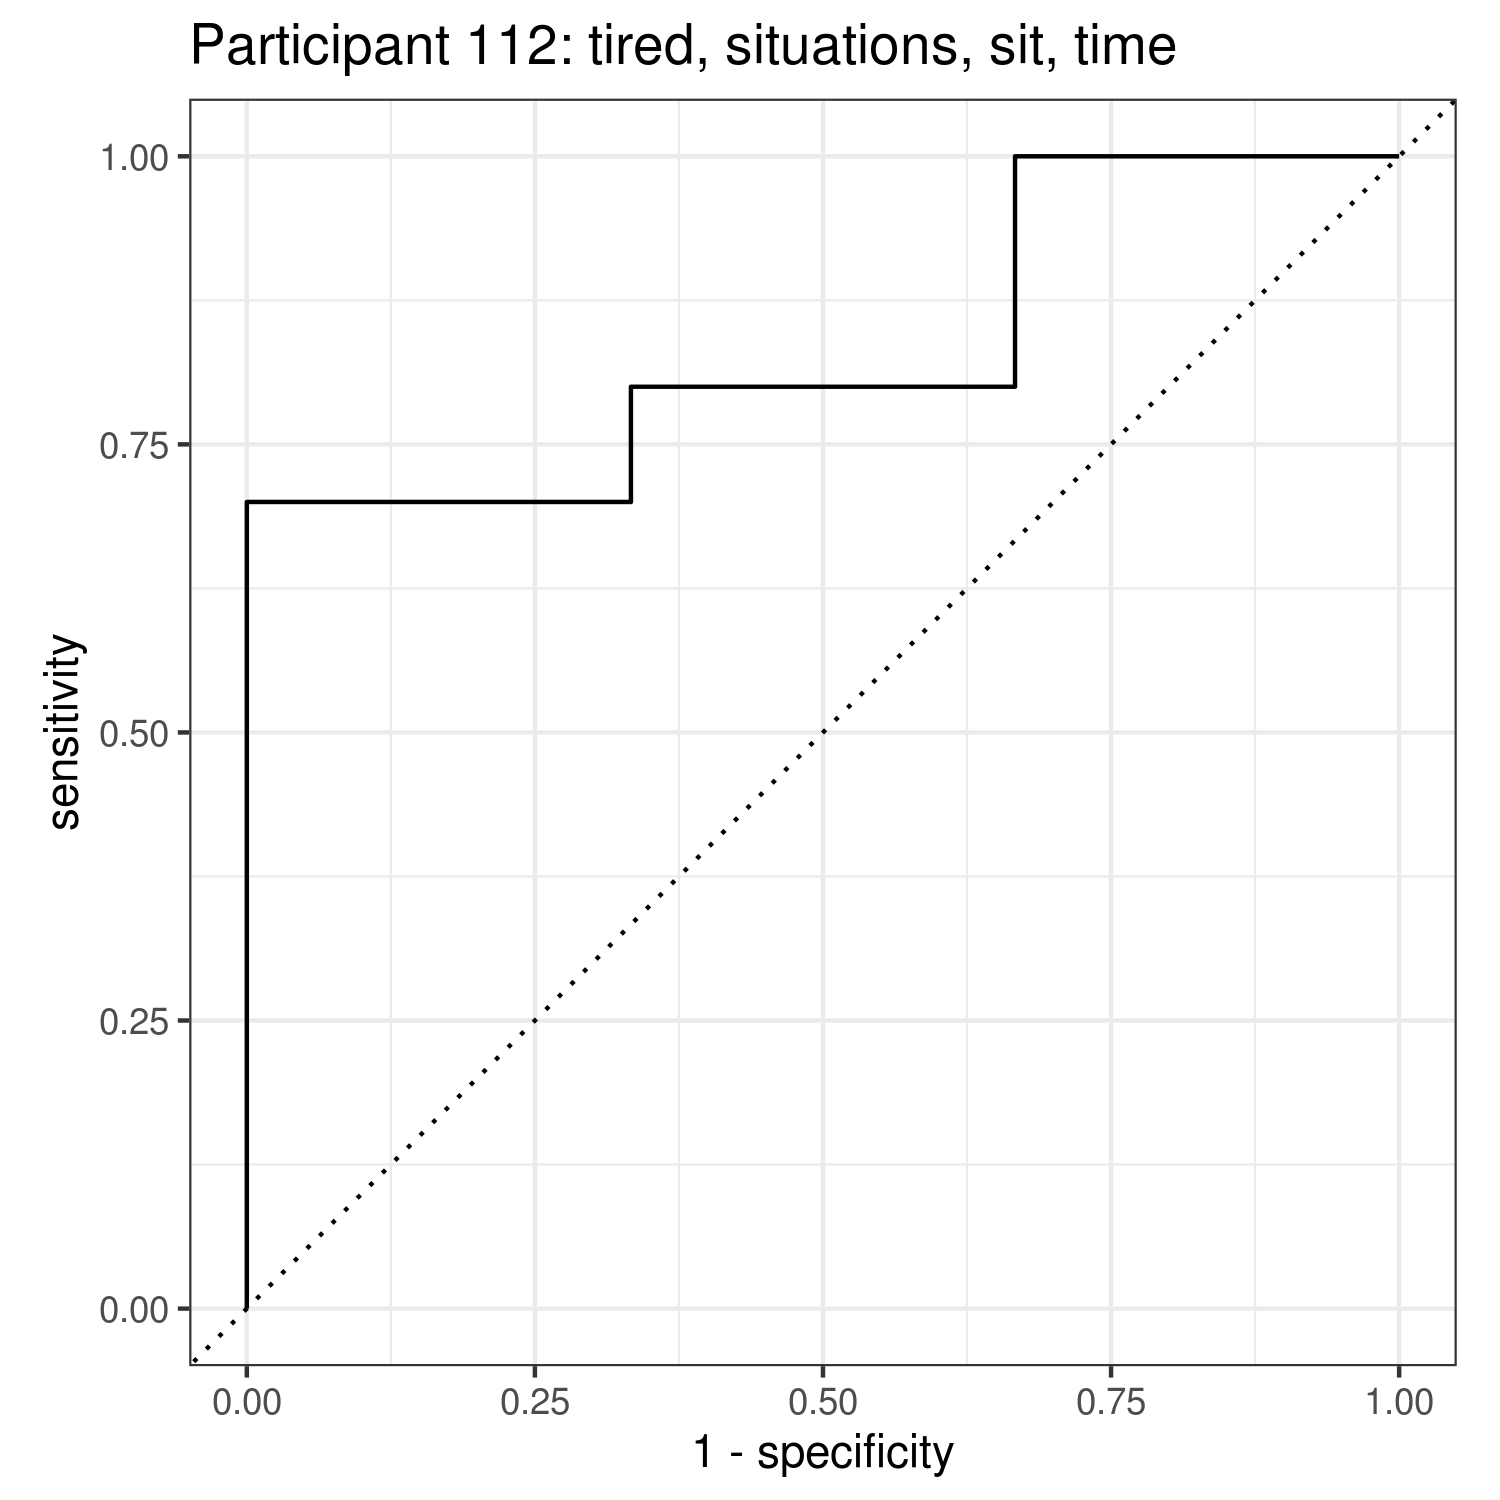 Participant 112: tired, situations, sit, time
1.00
0.75
0.50
0.25
0.00
sensitivity
0.00 0.25 0.50 0.75 1.00
1 - specificity